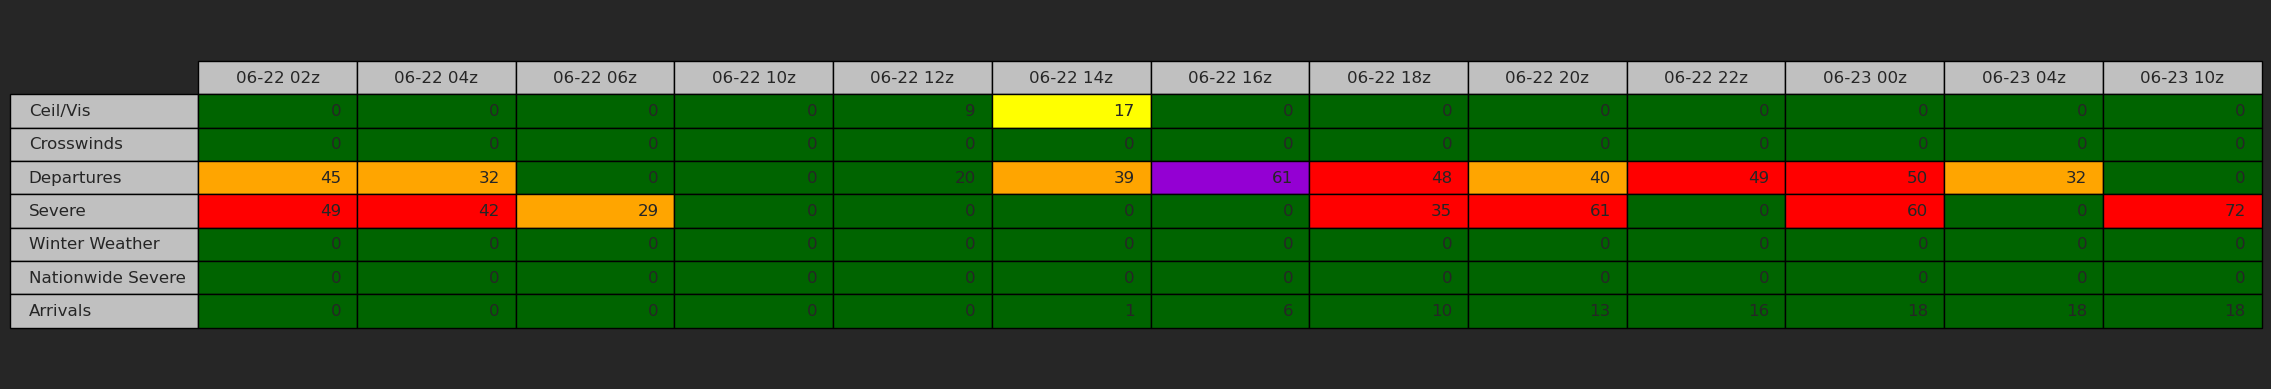 06-22 02z 06-22 04z 06-22 06z 06-22 10z 06-22 12z 06-22 14z 06-22 16z 06-22 18z 06-22 20z 06-22 22z 06-23 00z 06-23 04z 06-23 10z
Ceil/Vis 0 0 0 0 9 17 0 0 0 0 0 0 0
Crosswinds 0 0 0 0 0 0 0 0 0 0 0 0 0
Departures 45 32 0 0 20 39 61 48 40 49 50 32 0
Severe 49 42 29 0 0 0 0 35 61 0 60 0 72
Winter Weather 0 0 0 0 0 0 0 0 0 0 0 0 0
Nationwide Severe 0 0 0 0 0 0 0 0 0 0 0 0 0
Arrivals 0 0 0 0 0 1 6 10 13 16 18 18 18